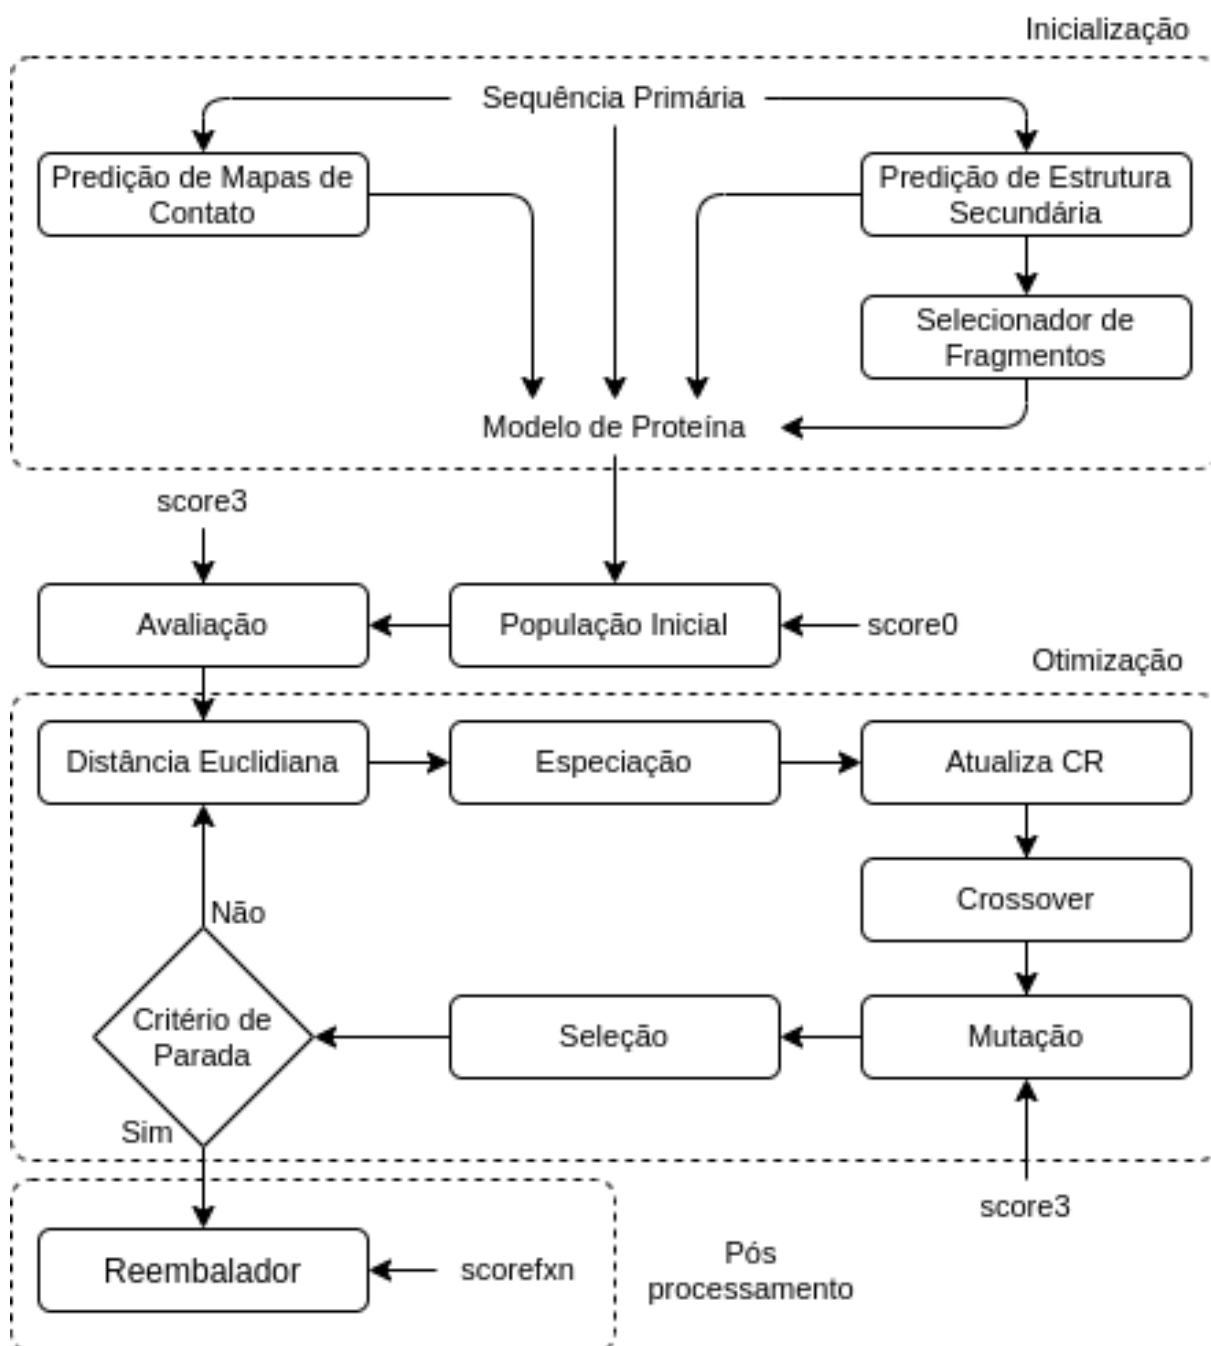 Inicialização
Sequência Primária
Predição de Mapas de
Contato
Predição de Estrutura
Secundária
Selecionador de
Fragmentos
Modelo de Proteína
score3
Avaliação
População Inicial
score0
Otimização
Distância Euclidiana
Especiação
Atualiza CR
Crossover
Não
Critério de
Parada
Seleção
Mutação
Sim
score3
Reembalador
scorefxn
Pós
processamento